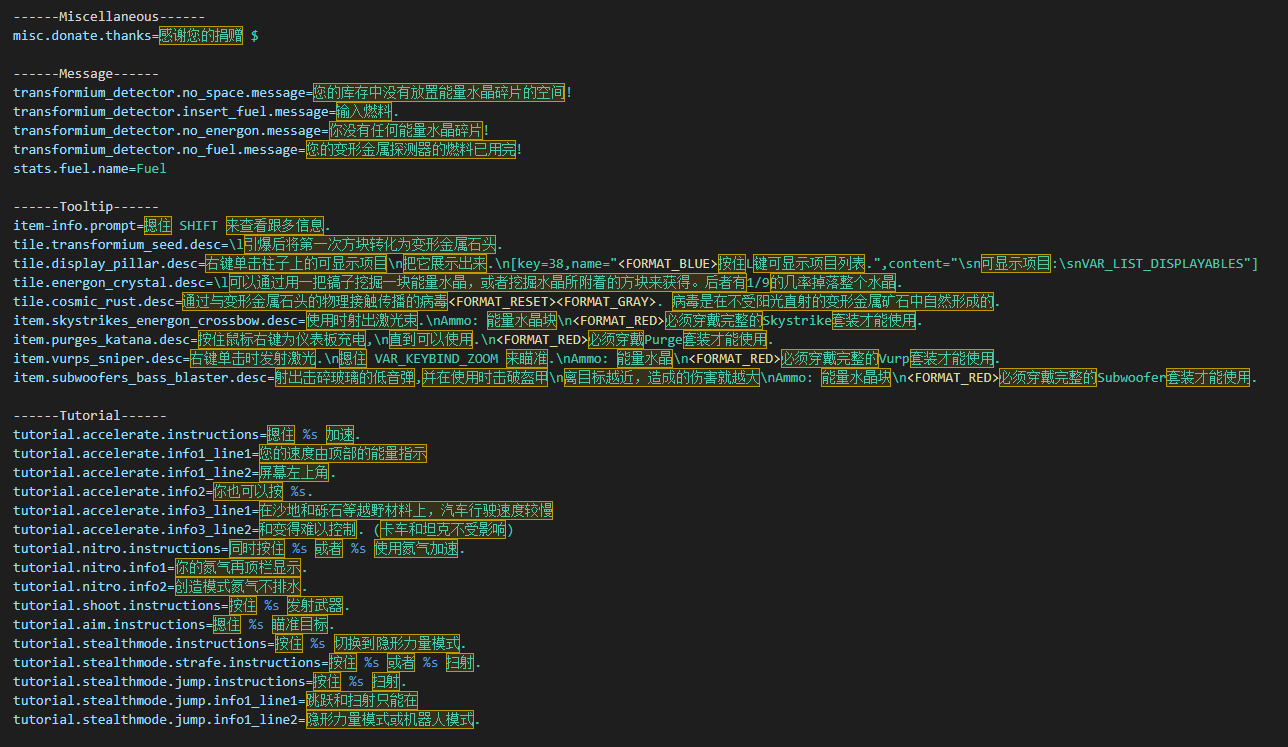 ------Miscellaneous------
misc.donate.thanks=感谢您的捐赠 $
------Message------
transformium_detector.no_space.message=您的库存中没有放置能量水晶碎片的空间!
transformium_detector.insert_fuel.message=输入燃料.
transformium_detector.no_energon.message=你没有任何能量水晶碎片!
transformium_detector.no_fuel.message=您的变形金属探测器的燃料已用完!
stats.fuel.name=Fuel
------Tooltip------
item-info.prompt=摁住 SHIFT 来查看跟多信息.
tile.transformium_seed.desc=\l引爆后将第一次方块转化为变形金属石头.
tile.display_pillar.desc=右键单击柱子上的可显示项目\n把它展示出来.\n[key=38,name="<FORMAT_BLUE>按住L键可显示项目列表.",content="\sn可显示项目:\snVAR_LIST_DISPLAYABLES"]
tile.energon_crystal.desc=\l可以通过用一把镐子挖掘一块能量水晶，或者挖掘水晶所附着的方块来获得。后者有1/9的几率掉落整个水晶.
tile.cosmic_rust.desc=通过与变形金属石头的物理接触传播的病毒<FORMAT_RESET><FORMAT_GRAY>. 病毒是在不受阳光直射的变形金属矿石中自然形成的.
item.skystrikes_energon_crossbow.desc=使用时射出激光束.\nAmmo: 能量水晶块\n<FORMAT_RED>必须穿戴完整的Skystrike套装才能使用.
item.purges_katana.desc=按住鼠标右键为仪表板充电,\n直到可以使用.\n<FORMAT_RED>必须穿戴Purge套装才能使用.
item.vurps_sniper.desc=右键单击时发射激光.\n摁住 VAR_KEYBIND_ZOOM 来瞄准.\nAmmo: 能量水晶\n<FORMAT_RED>必须穿戴完整的Vurp套装才能使用.
item.subwoofers_bass_blaster.desc=射出击碎玻璃的低音弹,并在使用时击破盔甲\n离目标越近，造成的伤害就越大\nAmmo: 能量水晶块\n<FORMAT_RED>必须穿戴完整的Subwoofer套装才能使用.
------Tutorial------
tutorial.accelerate.instructions=摁住 %s 加速.
tutorial.accelerate.info1_line1=您的速度由顶部的能量指示
tutorial.accelerate.info1_line2=屏幕左上角.
tutorial.accelerate.info2=你也可以按 %s.
tutorial.accelerate.info3_line1=在沙地和砾石等越野材料上，汽车行驶速度较慢
tutorial.accelerate.info3_line2=和变得难以控制. (卡车和坦克不受影响)
tutorial.nitro.instructions=同时按住 %s 或者 %s 使用氮气加速.
tutorial.nitro.info1=你的氮气再顶栏显示.
tutorial.nitro.info2=创造模式氮气不排水.
tutorial.shoot.instructions=按住 %s 发射武器.
tutorial.aim.instructions=摁住 %s 瞄准目标.
tutorial.stealthmode.instructions=按住 %s 切换到隐形力量模式.
tutorial.stealthmode.strafe.instructions=按住 %s 或者 %s 扫射.
tutorial.stealthmode.jump.instructions=按住 %s 扫射.
tutorial.stealthmode.jump.info1_line1=跳跃和扫射只能在
tutorial.stealthmode.jump.info1_line2=隐形力量模式或机器人模式.